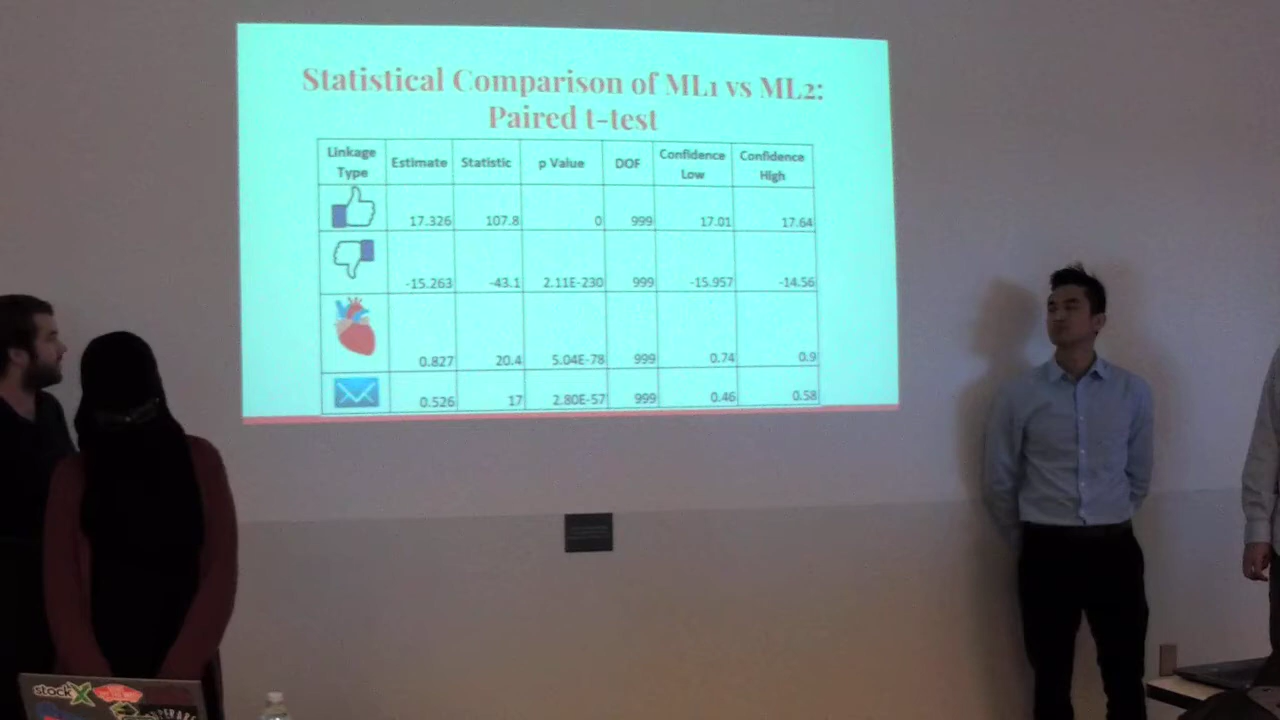 Statistical Comparison of ML1 vs ML2:
Paired t-test
Linkage Type Estimate Statistic p Value DOF Confidence Low Confidence High
17.326 107.8 0 999 17.01 17.64
-15.263 -43.1 2.11E-230 999 -15.957 -14.56
0.827 20.4 5.04E-78 999 0.74 0.9
0.526 17 2.80E-57 999 0.46 0.58
stockX